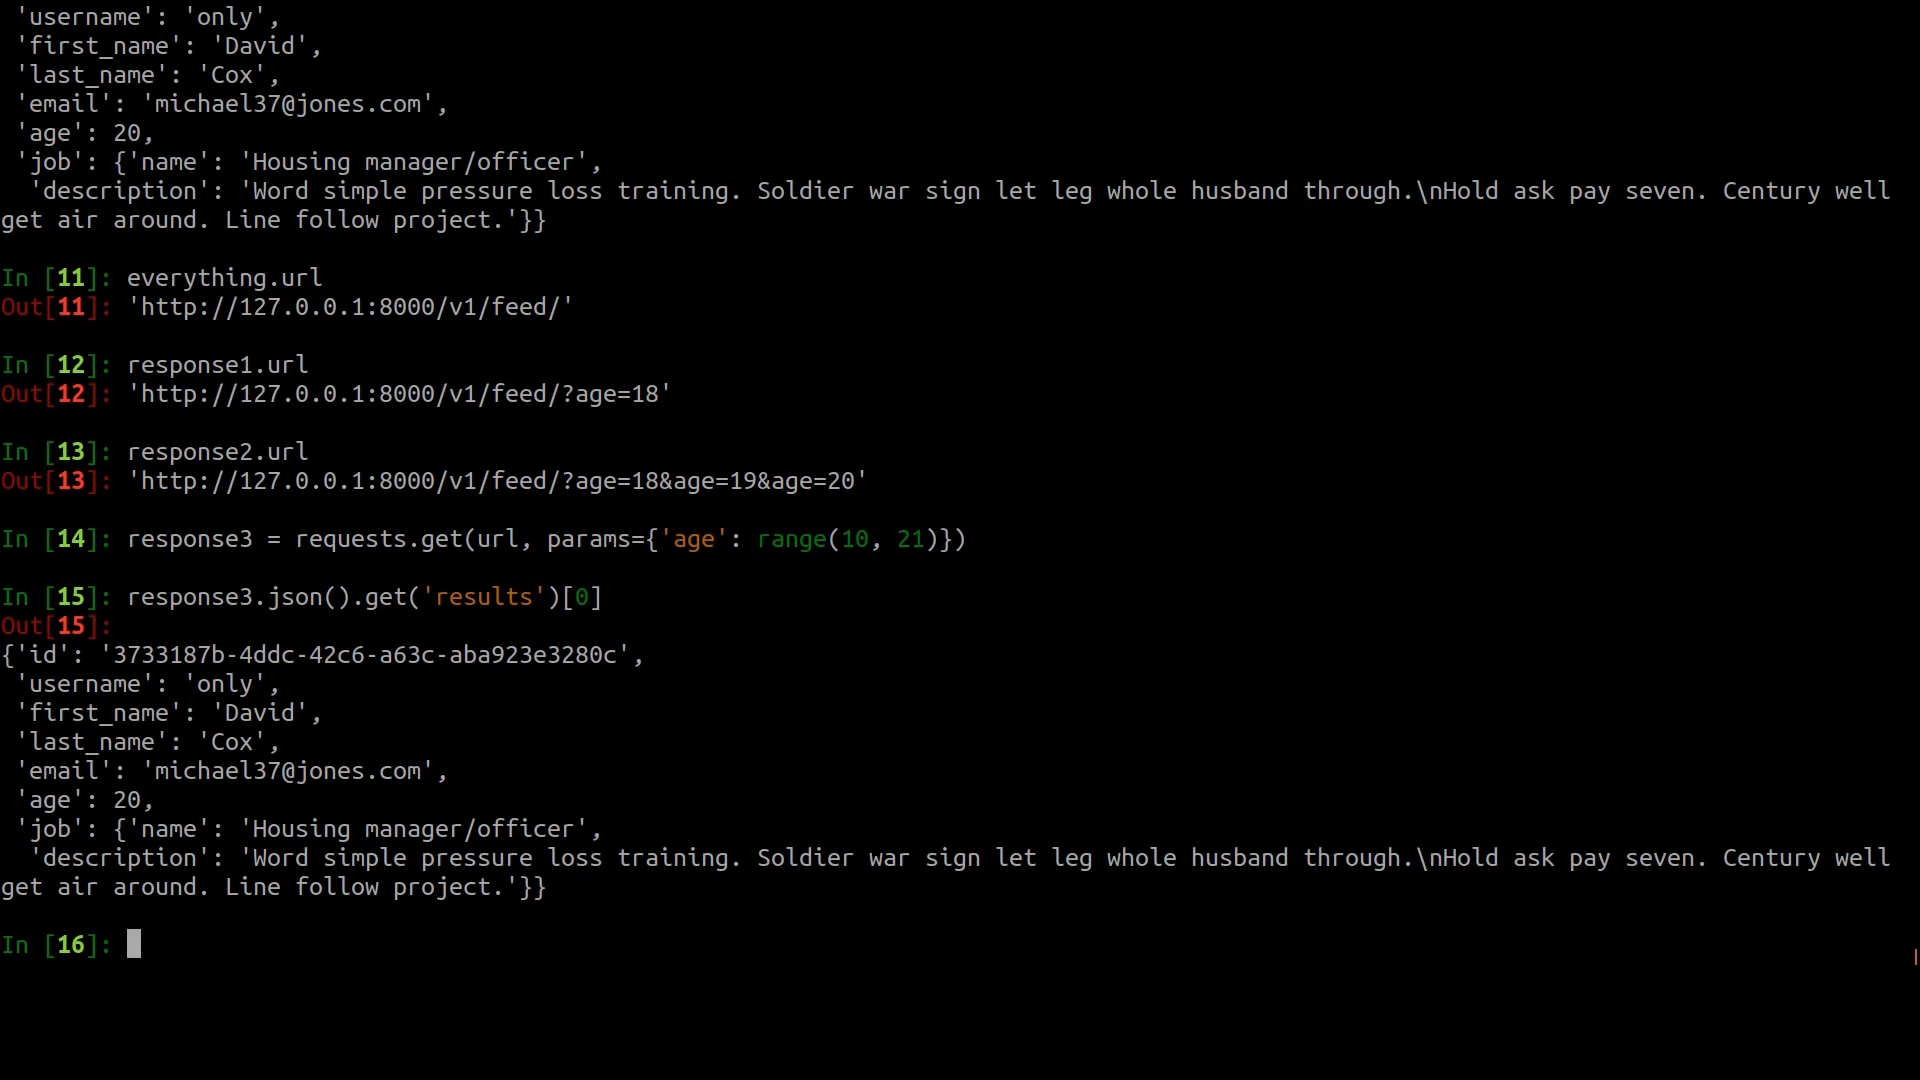 'username': 'only',
'first_name': 'David',
'last_name': 'Cox',
'email': 'michael37@jones.com',
'age': 20,
'job': {'name': 'Housing manager/officer',
'description': 'Word simple pressure loss training. Soldier war sign let leg whole husband through.\nHold ask pay seven. Century well
get air around. Line follow project.'}}
In [11]: everything.url
Out[11]: 'http://127.0.0.1:8000/v1/feed/'
In [12]: response1.url
Out[12]: 'http://127.0.0.1:8000/v1/feed/?age=18'
In [13]: response2.url
Out[13]: 'http://127.0.0.1:8000/v1/feed/?age=18&age=19&age=20'
In [14]: response3 = requests.get(url, params={'age': range(10, 21)})
In [15]: response3.json().get('results')[0]
Out[15]:
{'id': '3733187b-4ddc-42c6-a63c-aba923e3280c',
'username': 'only',
'first_name': 'David',
'last_name': 'Cox',
'email': 'michael37@jones.com',
'age': 20,
'job': {'name': 'Housing manager/officer',
'description': 'Word simple pressure loss training. Soldier war sign let leg whole husband through.\nHold ask pay seven. Century well
get air around. Line follow project.'}}
In [16]: